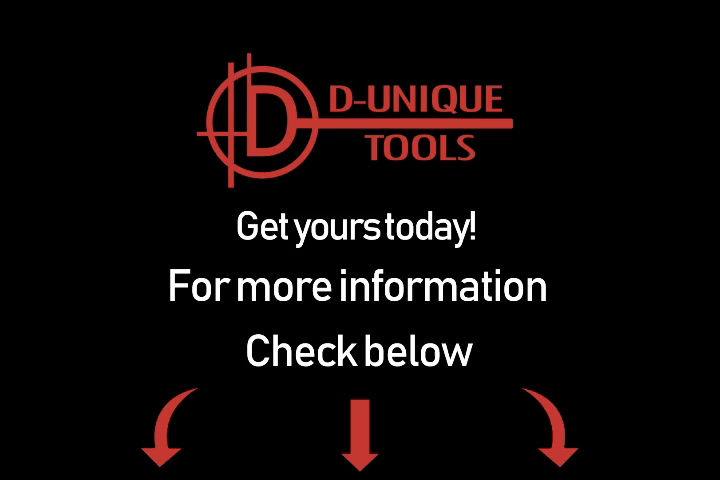 D-UNIQUE
TOOLS
Get yours today!
For more information
Check below